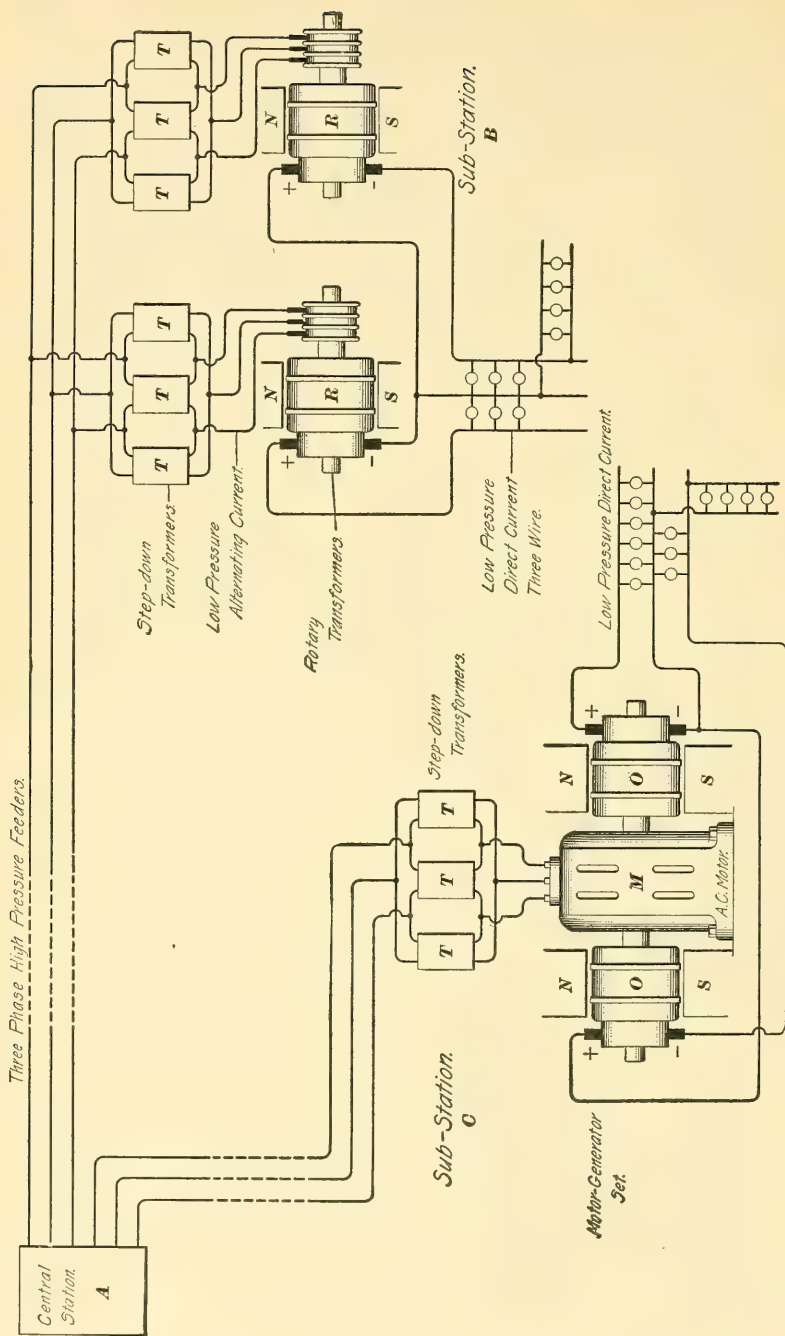 Three Phase High Pressure Feeders.
Central
Station.
A
T
T
T
T
T
T
Step-down
Transformers.
Low Pressure
Alternating Current.
N
R
S
+
-
N
R
S
+
-
Rotary
Transformers.
Sub-Station.
B
Low Pressure
Direct Current
Three Wire.
Step-down
Transformers.
T
T
T
Sub-Station.
C
Low Pressure Direct Current.
N
O
S
+
-
M
A.C. Motor.
N
O
S
+
-
Motor-Generator
Set.